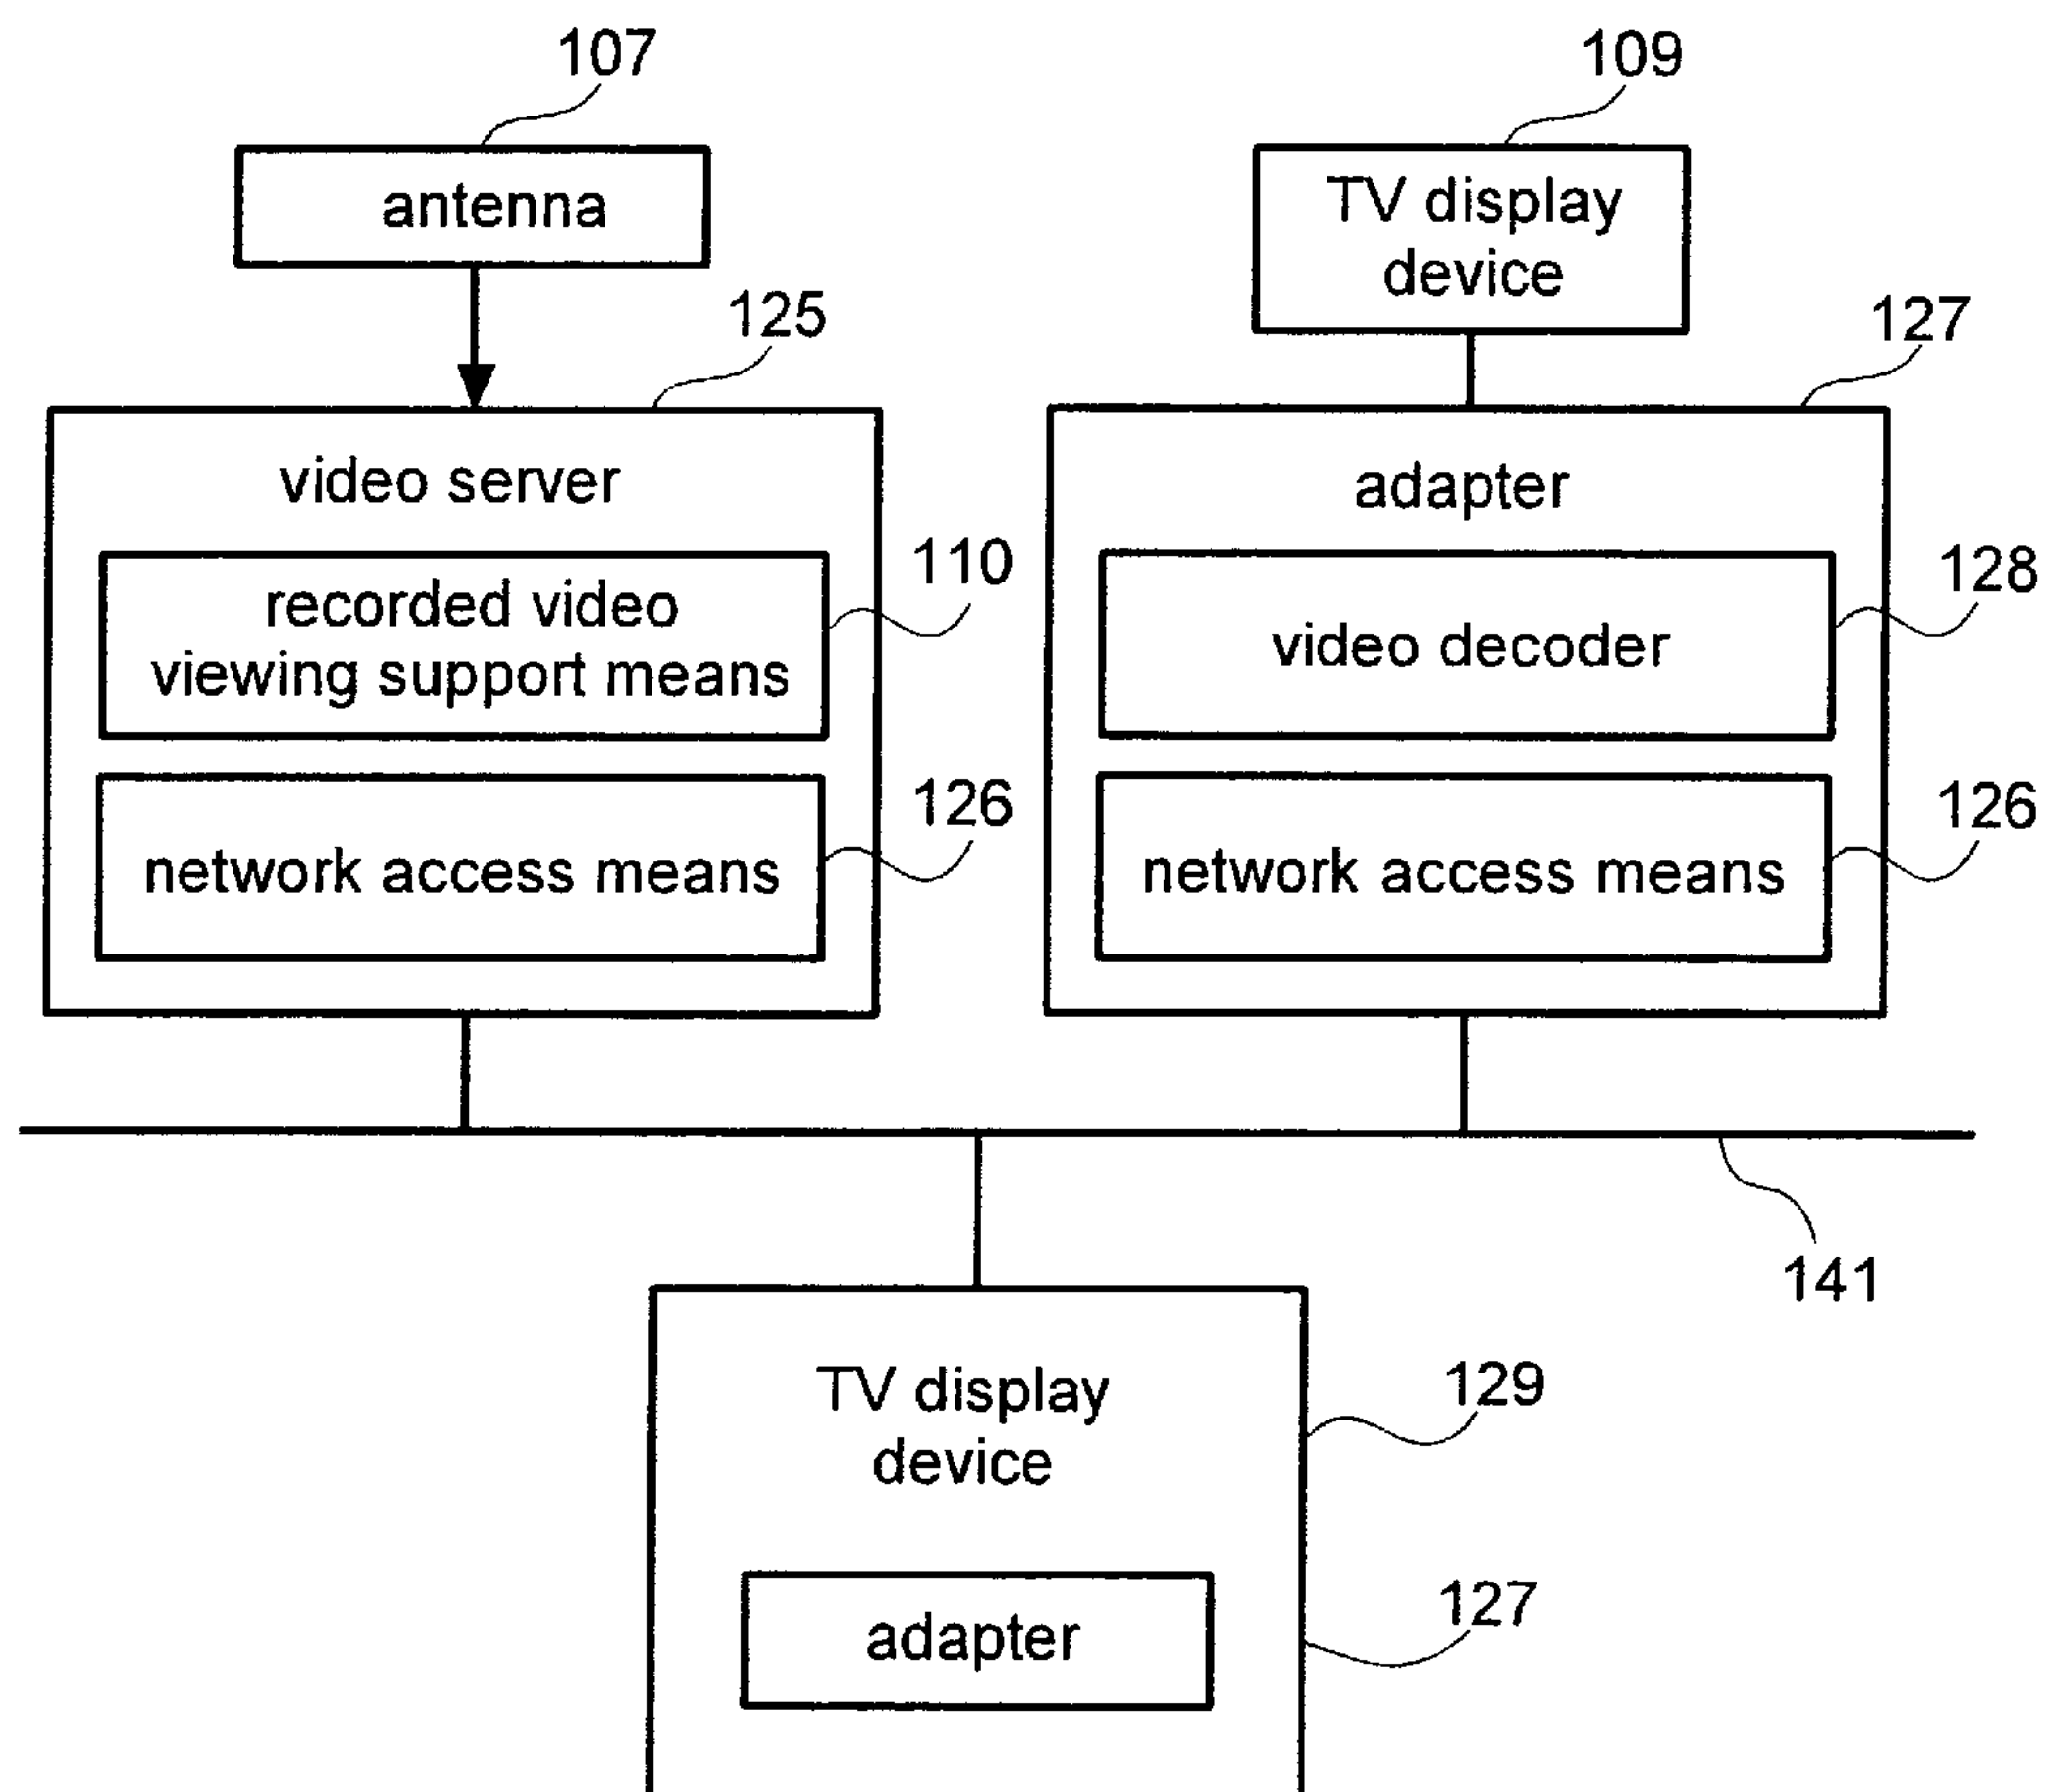 107
109
antenna
TV display
device
125
127
video server
adapter
110
recorded video
viewing support means
128
video decoder
126
network access means
126
network access means
141
TV display
device
129
adapter
127